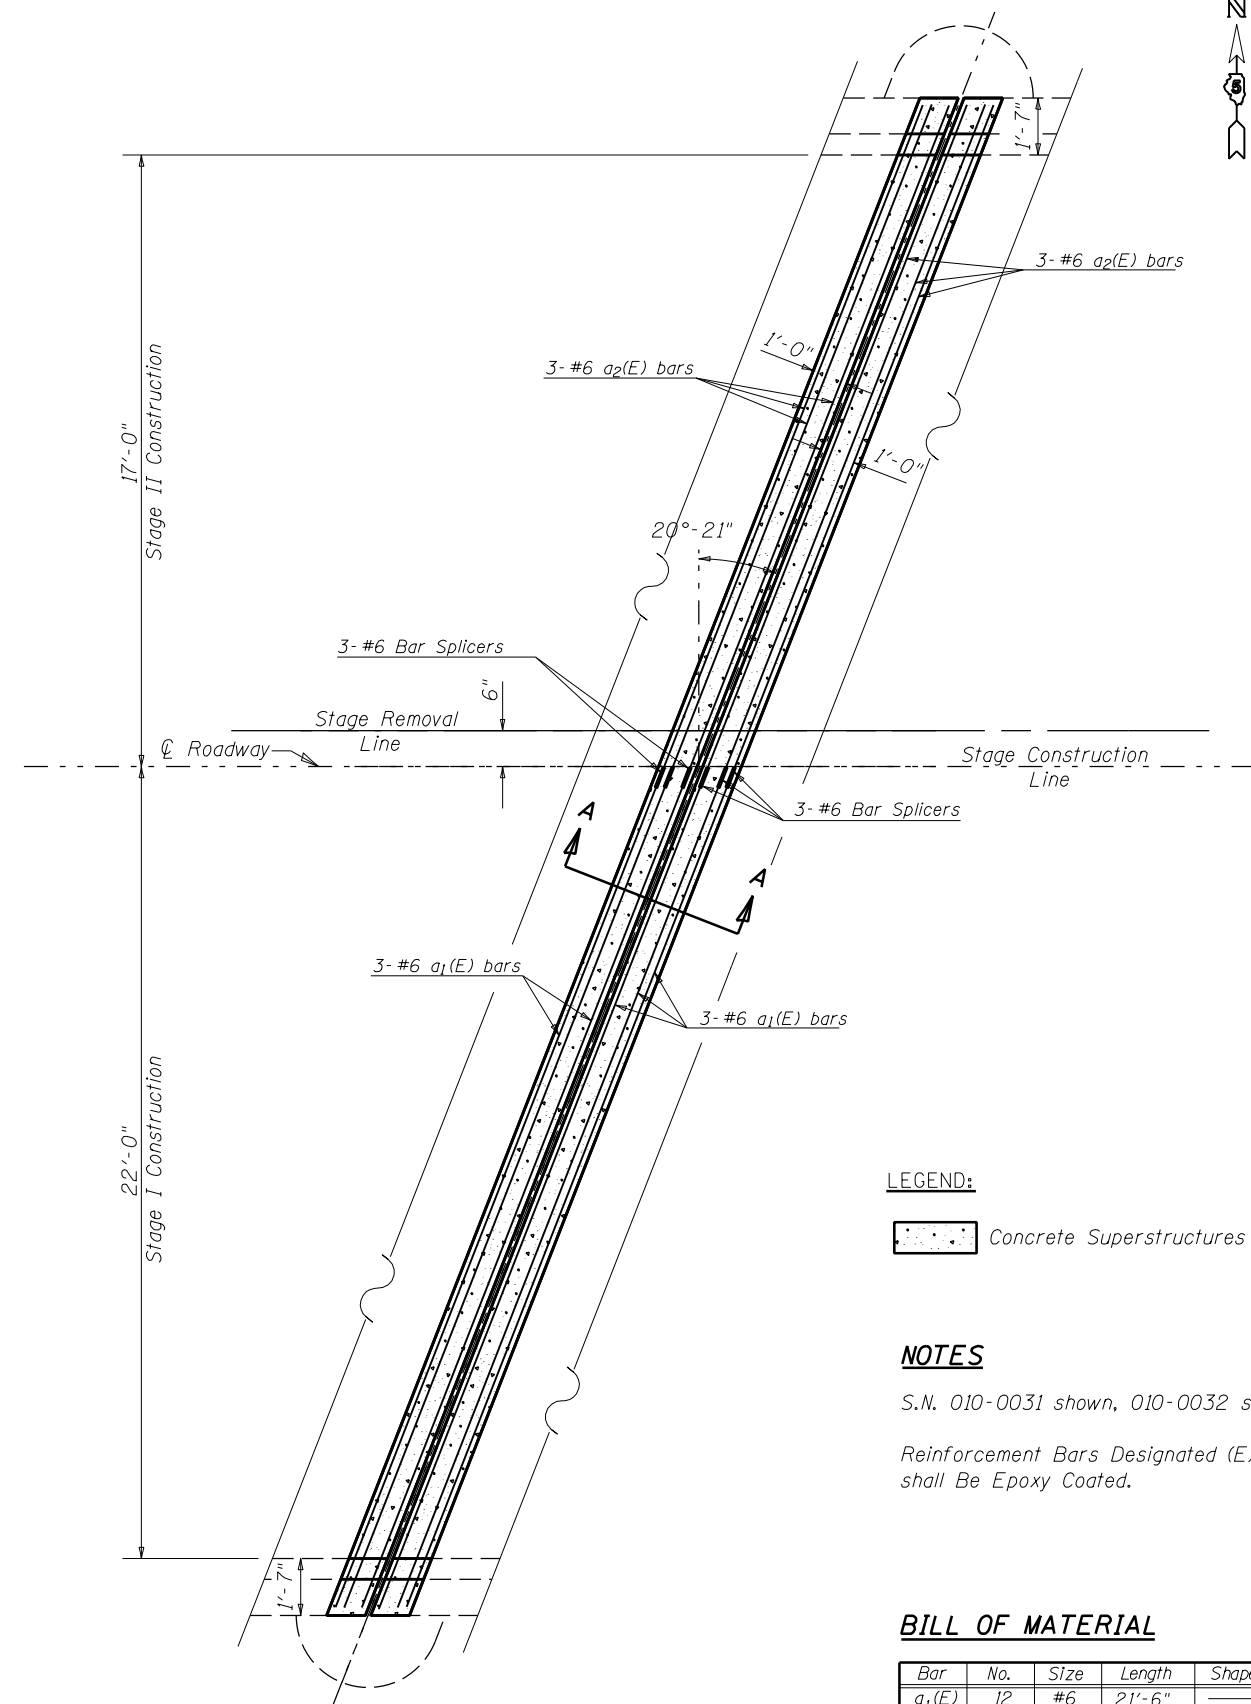 N
5
1'-7"
3-#6 a2(E) bars
1'-0"
3-#6 a2(E) bars
17'-0"
Stage II Construction
1'-0"
20°-21"
3-#6 Bar Splicers
6"
Stage Removal
Line
℄ Roadway
Stage Construction
Line
3-#6 Bar Splicers
A
A
3-#6 a1(E) bars
3-#6 a1(E) bars
22'-0"
Stage I Construction
LEGEND:
Concrete Superstructures
NOTES
S.N. 010-0031 shown, 010-0032 s
Reinforcement Bars Designated (E)
shall Be Epoxy Coated.
1'-7"
BILL OF MATERIAL
Bar No. Size Length Shape
a1(E) 12 #6 21'-6"